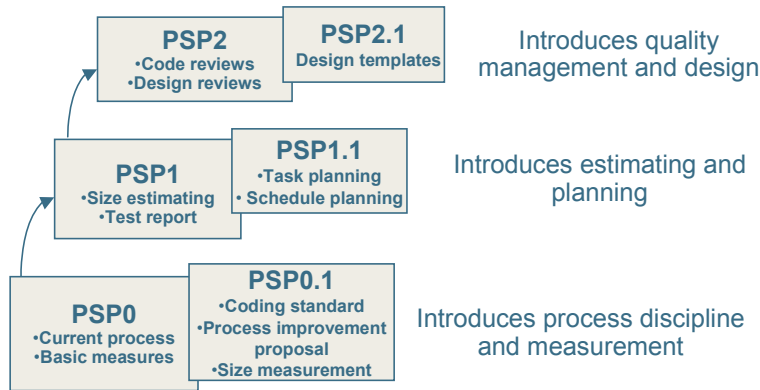 PSP2
•Code reviews
•Design reviews
PSP2.1
Design templates
Introduces quality
management and design
PSP1
•Size estimating
•Test report
PSP1.1
•Task planning
• Schedule planning
Introduces estimating and
planning
PSP0
•Current process
•Basic measures
PSP0.1
•Coding standard
•Process improvement
proposal
•Size measurement
Introduces process discipline
and measurement